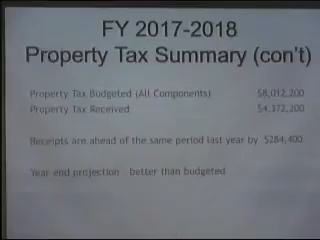 FY 2017-2018
Property Tax Summary (con't)
Property Tax Budgeted (All Components) $8,012,200
Property Tax Received $4,372,200
Receipts are ahead of the same period last year by $284,400
Year end projection better than budgeted